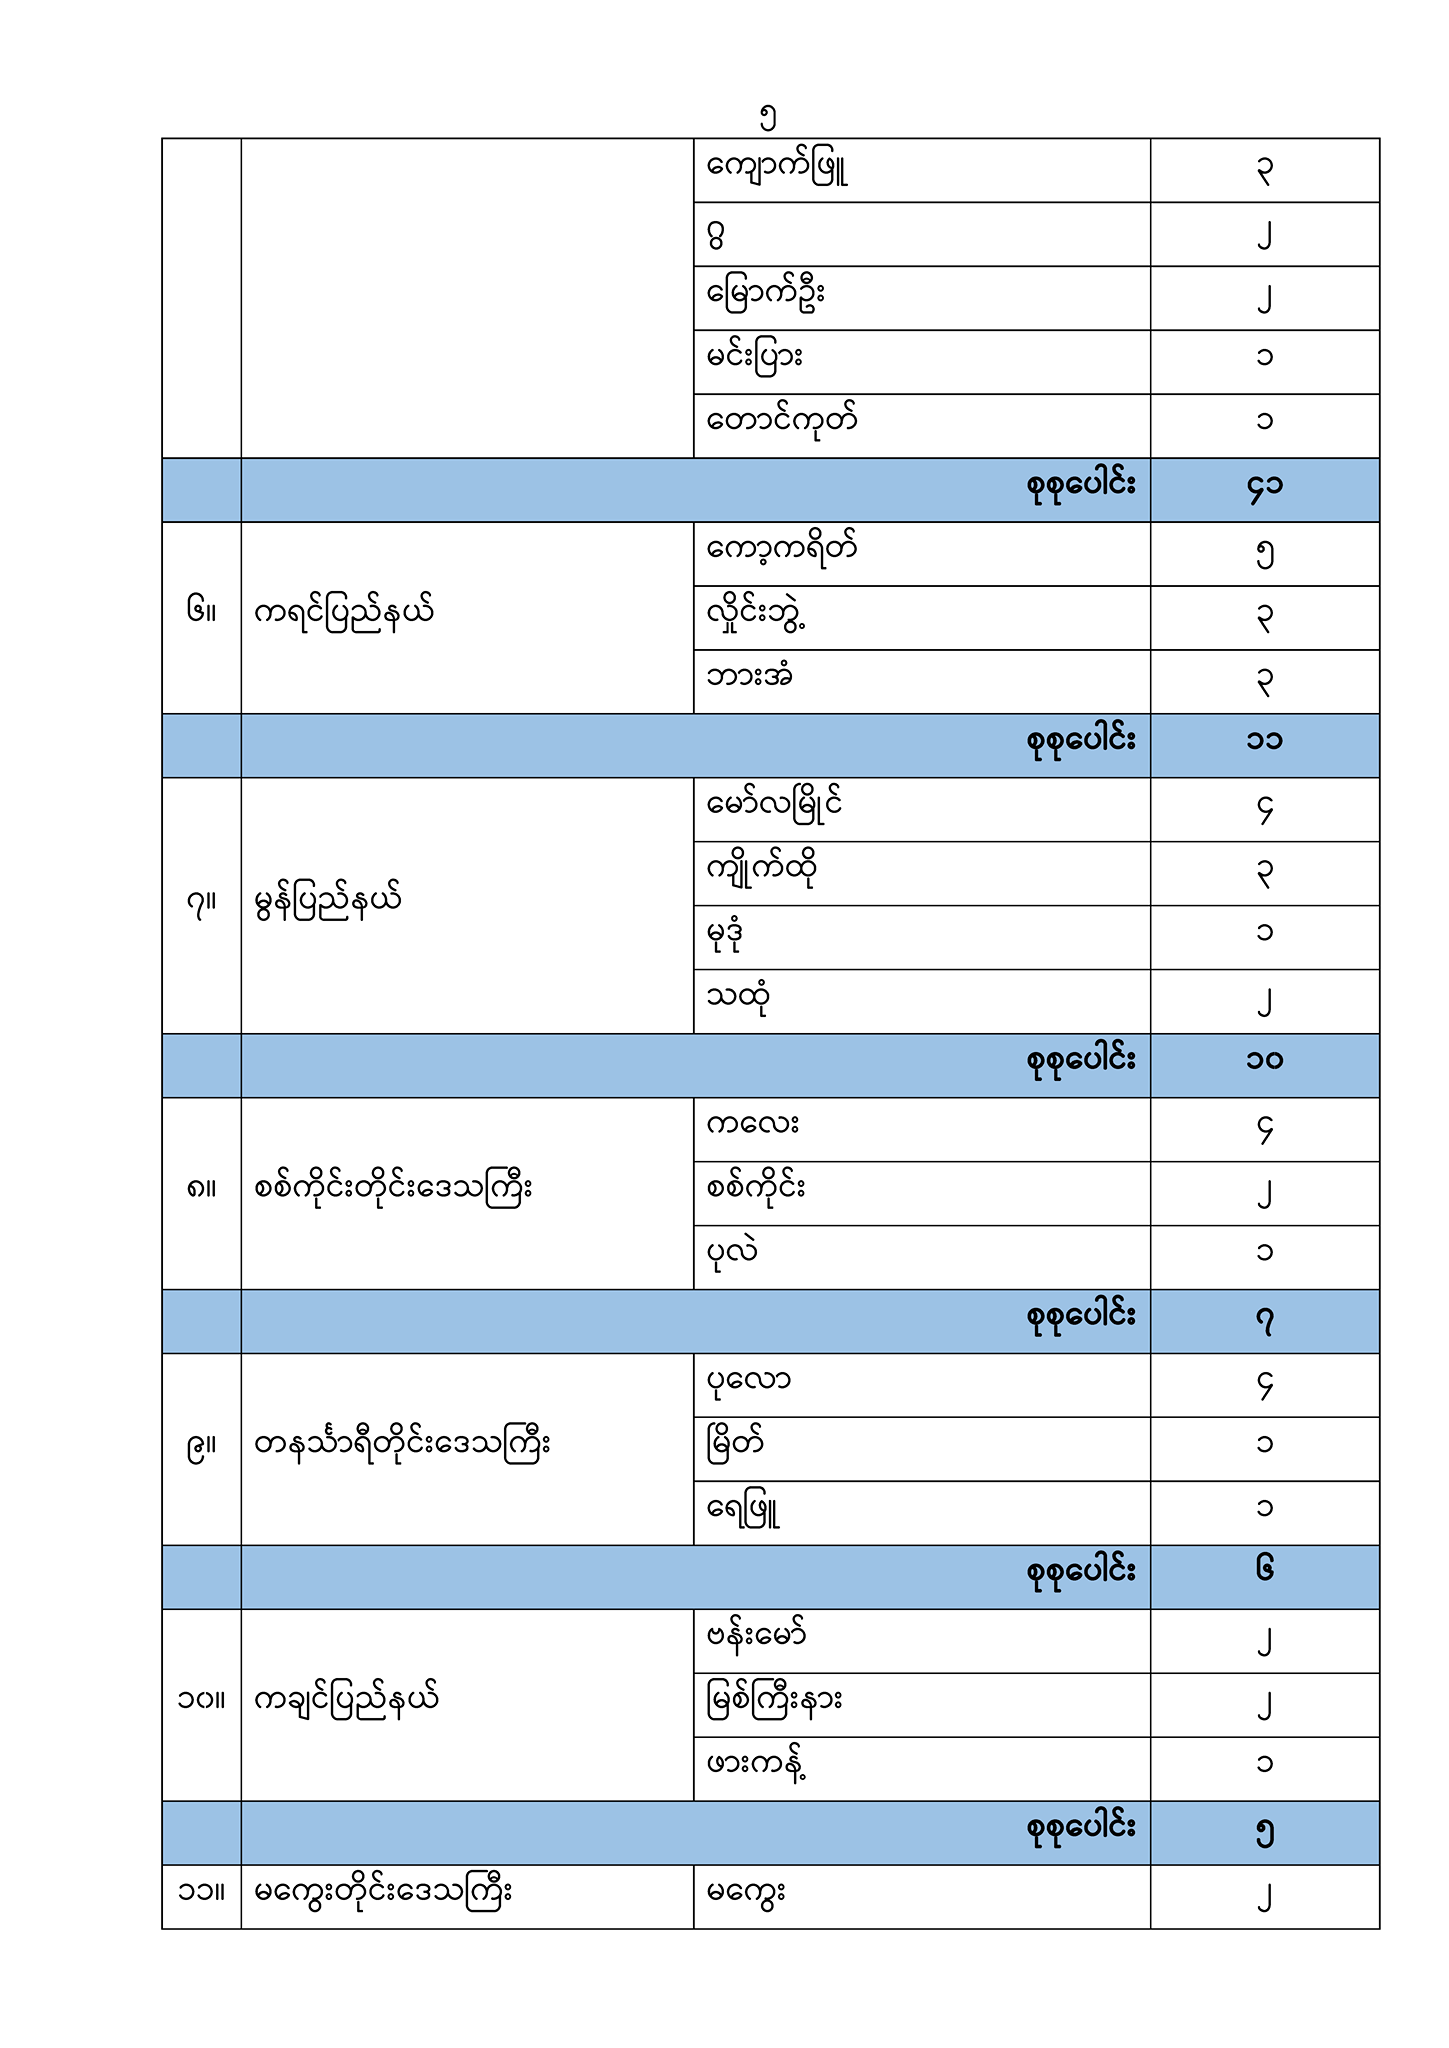 ၅
ကျောက်ဖြူ ၃
ဂွ ၂
မြောက်ဦး ၂
မင်းပြား ၁
တောင်ကုတ် ၁
စုစုပေါင်း ၄၁
၆။ ကရင်ပြည်နယ် ကော့ကရိတ် ၅
လှိုင်းဘွဲ့ ၃
ဘားအံ ၃
စုစုပေါင်း ၁၁
၇။ မွန်ပြည်နယ် မော်လမြိုင် ၄
ကျိုက်ထို ၃
မုဒုံ ၁
သထုံ ၂
စုစုပေါင်း ၁၀
၈။ စစ်ကိုင်းတိုင်းဒေသကြီး ကလေး ၄
စစ်ကိုင်း ၂
ပုလဲ ၁
စုစုပေါင်း ၇
၉။ တနင်္သာရီတိုင်းဒေသကြီး ပုလော ၄
မြိတ် ၁
ရေဖြူ ၁
စုစုပေါင်း ၆
၁၀။ ကချင်ပြည်နယ် ဗန်းမော် ၂
မြစ်ကြီးနား ၂
ဖားကန့် ၁
စုစုပေါင်း ၅
၁၁။ မကွေးတိုင်းဒေသကြီး မကွေး ၂